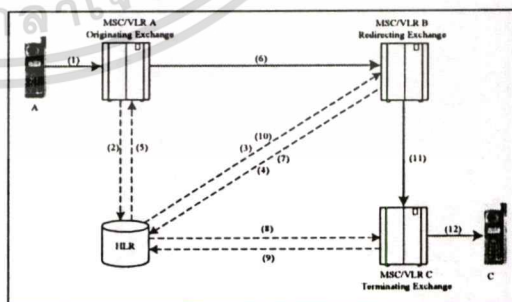 MSC/VLR A
Originating Exchange
MSC/VLR B
Redirecting Exchange
(1)
(6)
A
(2)
(5)
(10)
(3)
(7)
(4)
(11)
HLR
(8)
(9)
(12)
MSC/VLR C
Terminating Exchange
C